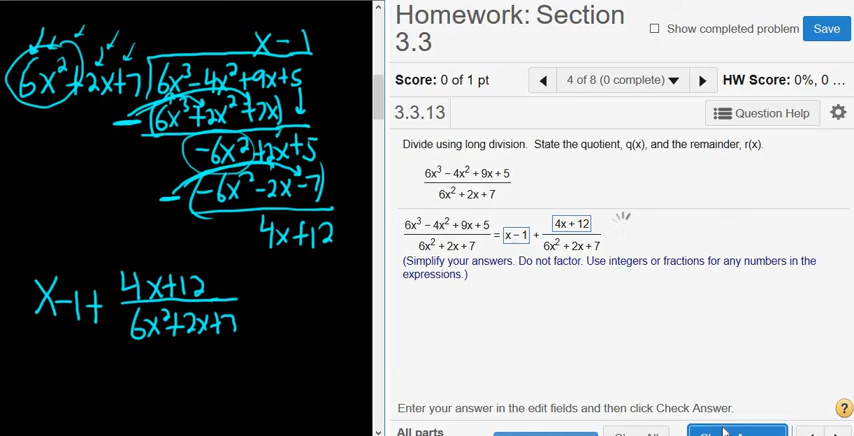 x-1
6x²+2x+7 6x³-4x²+9x+5
-(6x³+2x²+7x)
-6x²+2x+5
-(-6x²-2x-7)
4x+12
x-1+ 4x+12
6x²+2x+7
Homework: Section 3.3
Show completed problem
Save
Score: 0 of 1 pt
4 of 8 (0 complete)
HW Score: 0%, 0 ...
3.3.13
Question Help
Divide using long division. State the quotient, q(x), and the remainder, r(x).
6x³ − 4x² + 9x + 5
6x² + 2x + 7
6x³ − 4x² + 9x + 5
6x² + 2x + 7
= x − 1 + 4x + 12
6x² + 2x + 7
(Simplify your answers. Do not factor. Use integers or fractions for any numbers in the
expressions.)
Enter your answer in the edit fields and then click Check Answer.
?
All parts